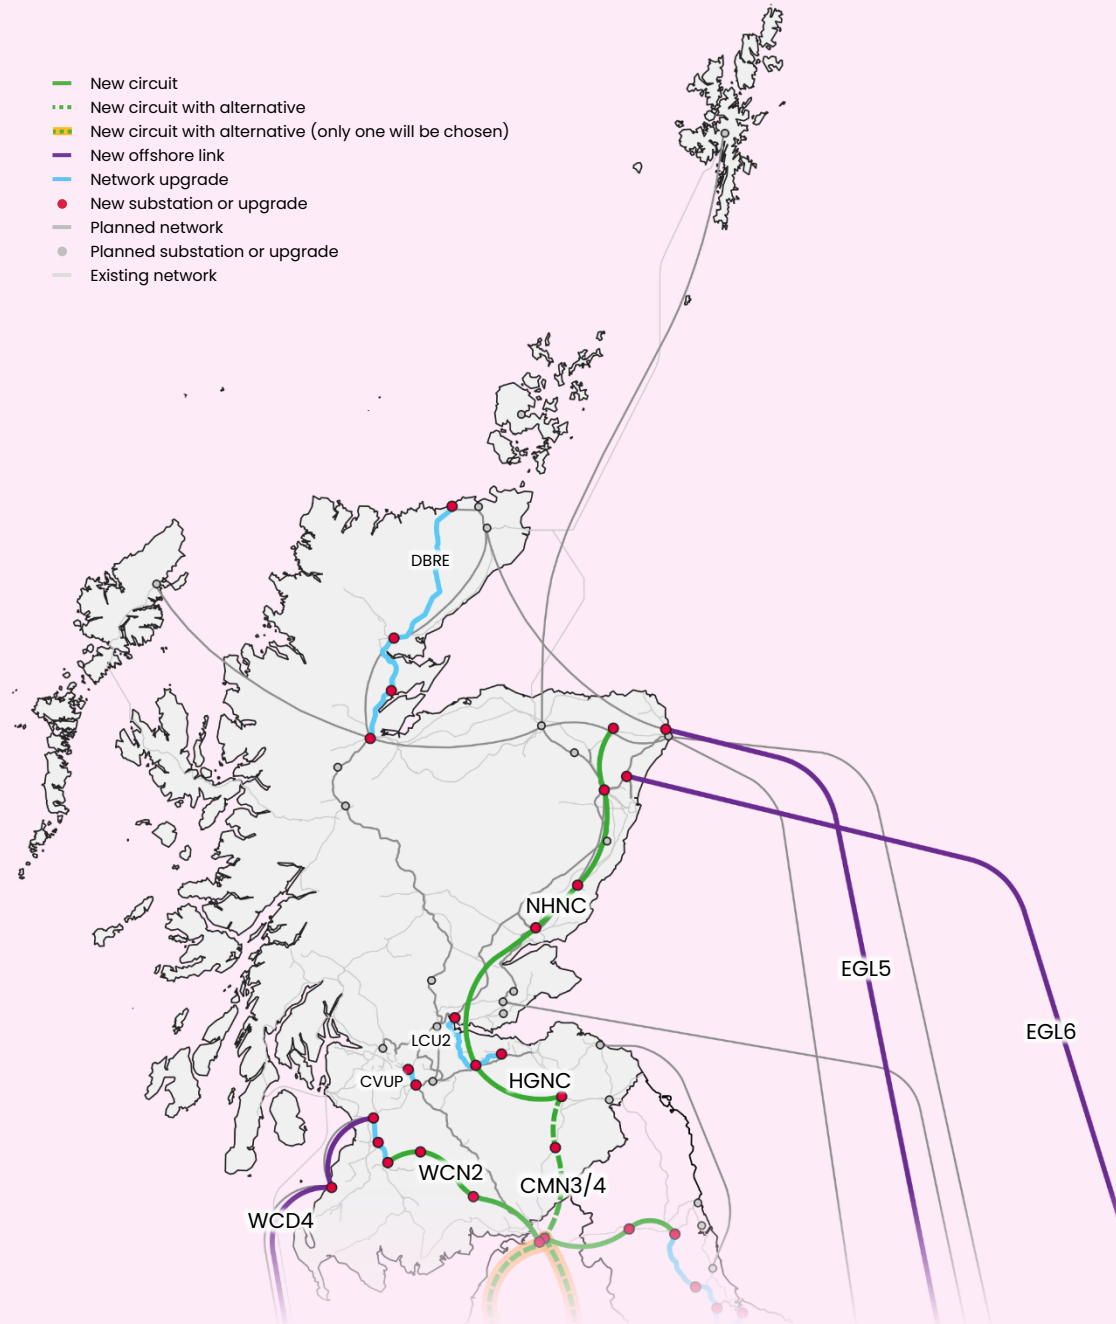 New circuit
New circuit with alternative
New circuit with alternative (only one will be chosen)
New offshore link
Network upgrade
New substation or upgrade
Planned network
Planned substation or upgrade
Existing network
DBRE
NHNC
EGL5
EGL6
LCU2
CVUP
HGNC
WCN2
CMN3/4
WCD4